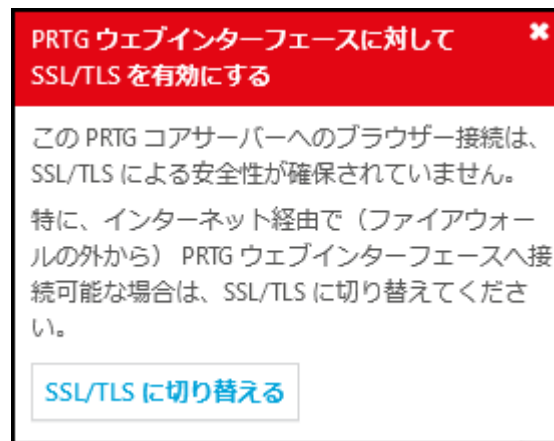 PRTG ウェブインターフェースに対して
SSL/TLS を有効にする
この PRTG コアサーバーへのブラウザー接続は、
SSL/TLS による安全性が確保されていません。
特に、インターネット経由で（ファイアウォー
ルの外から） PRTG ウェブインターフェースへ接
続可能な場合は、SSL/TLS に切り替えてくださ
い。
SSL/TLS に切り替える